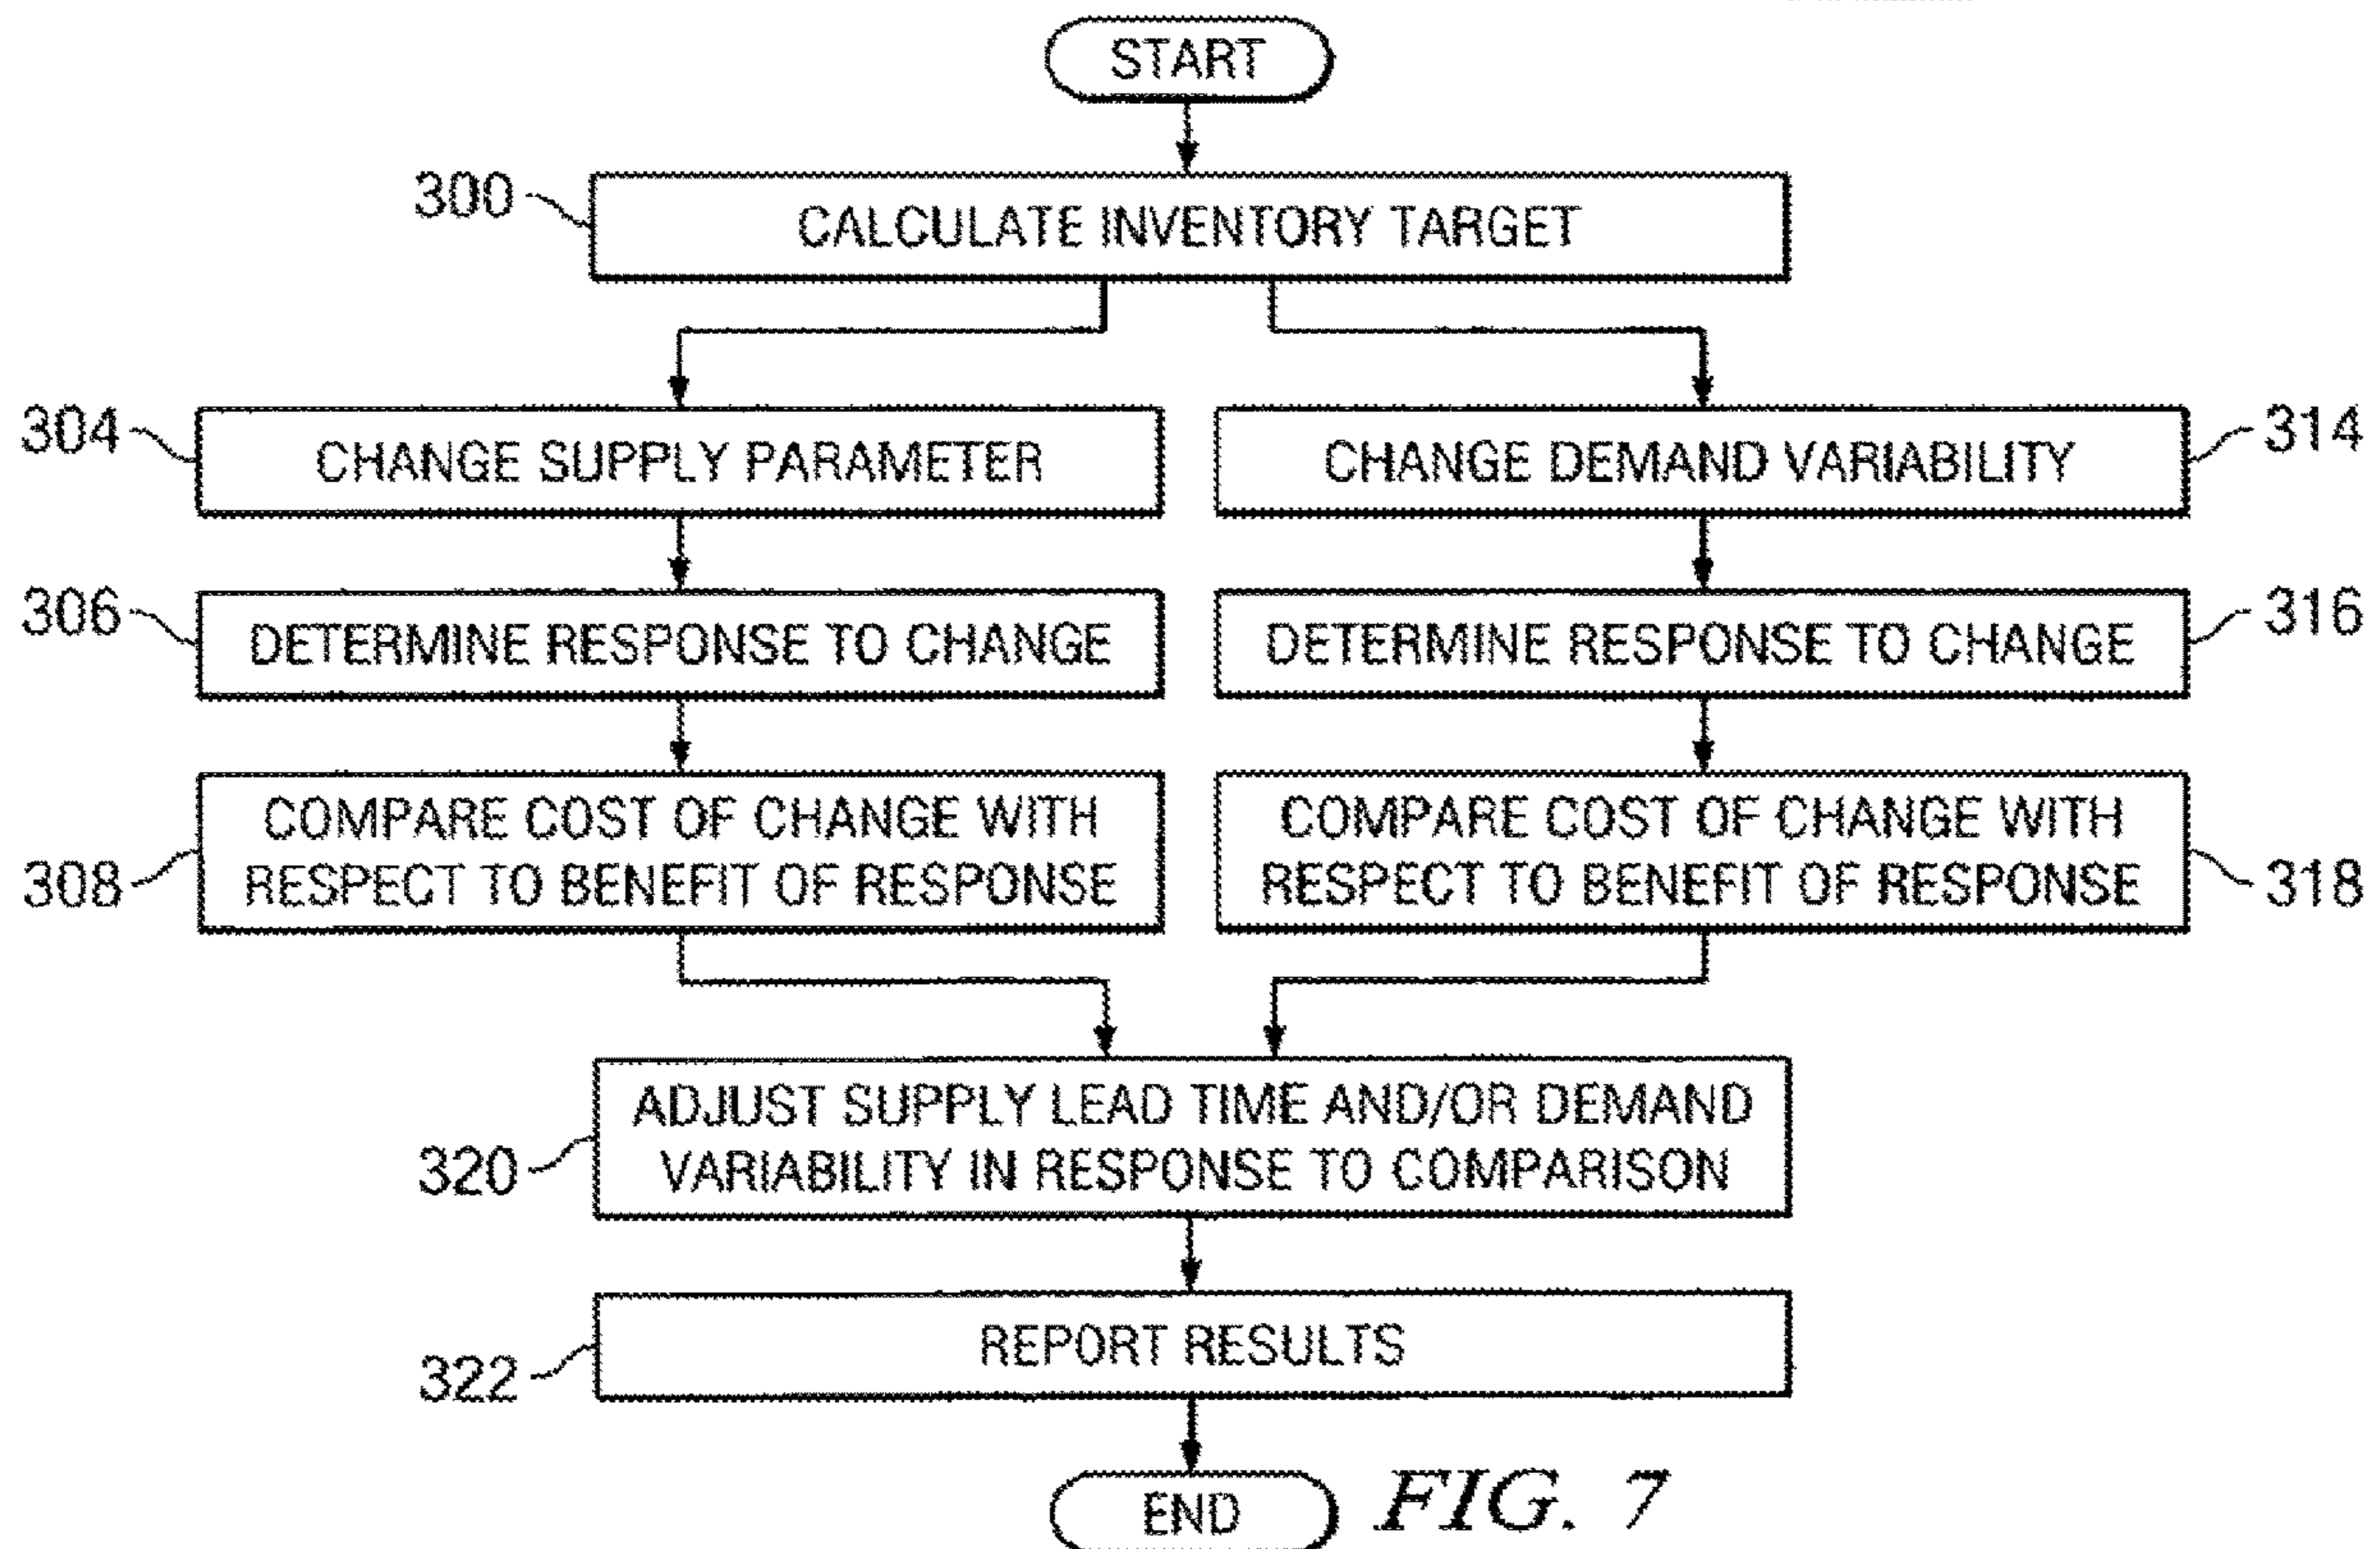 START
300
CALCULATE INVENTORY TARGET
304
CHANGE SUPPLY PARAMETER
CHANGE DEMAND VARIABILITY
314
306
DETERMINE RESPONSE TO CHANGE
DETERMINE RESPONSE TO CHANGE
316
308
COMPARE COST OF CHANGE WITH
RESPECT TO BENEFIT OF RESPONSE
COMPARE COST OF CHANGE WITH
RESPECT TO BENEFIT OF RESPONSE
318
320
ADJUST SUPPLY LEAD TIME AND/OR DEMAND
VARIABILITY IN RESPONSE TO COMPARISON
322
REPORT RESULTS
END
FIG. 7